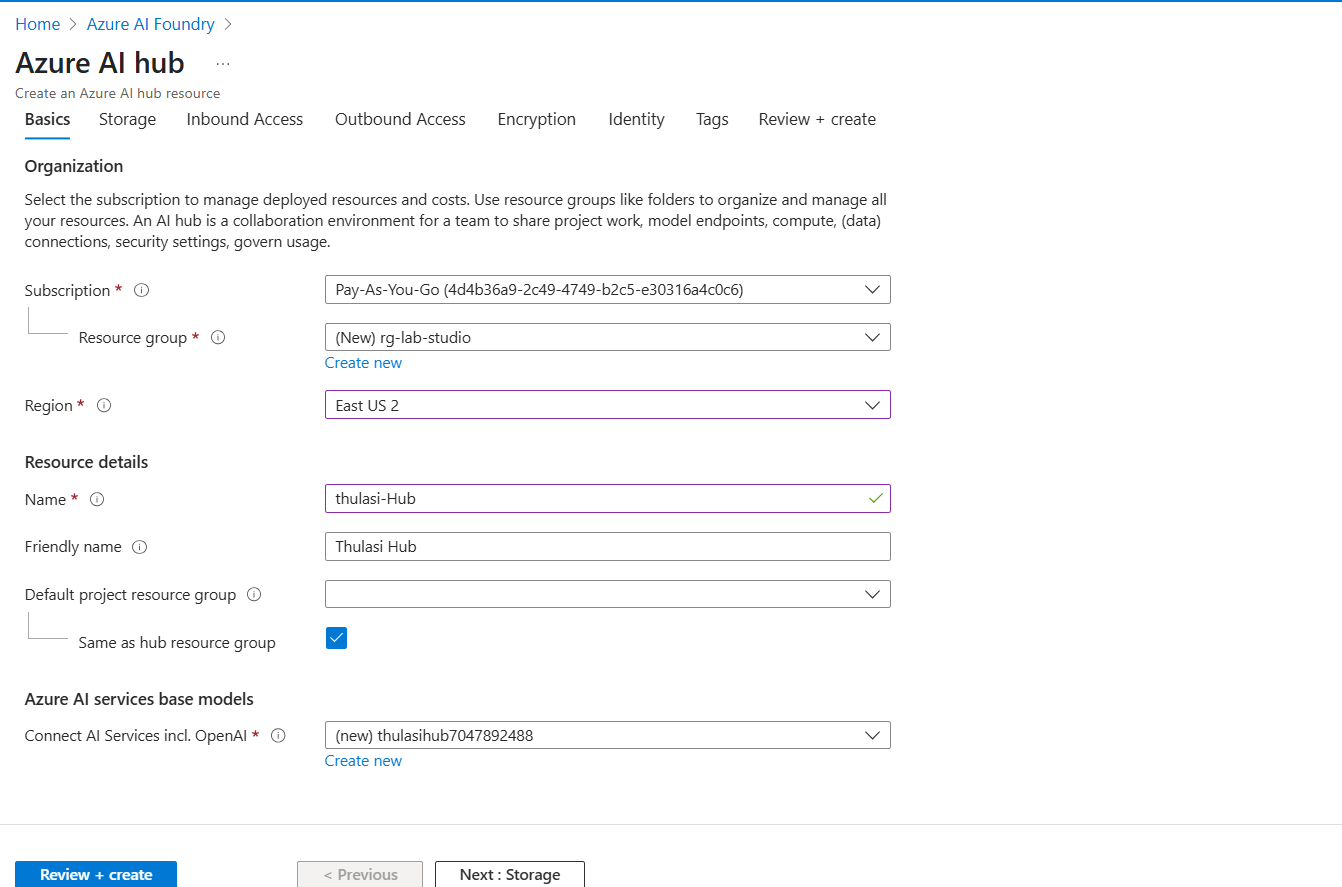 Home > Azure AI Foundry >
Azure AI hub ...
Create an Azure AI hub resource
Basics Storage Inbound Access Outbound Access Encryption Identity Tags Review + create
Organization
Select the subscription to manage deployed resources and costs. Use resource groups like folders to organize and manage all
your resources. An AI hub is a collaboration environment for a team to share project work, model endpoints, compute, (data)
connections, security settings, govern usage.
Subscription * Pay-As-You-Go (4d4b36a9-2c49-4749-b2c5-e30316a4c0c6)
Resource group * (New) rg-lab-studio
Create new
Region * East US 2
Resource details
Name * thulasi-Hub
Friendly name Thulasi Hub
Default project resource group
Same as hub resource group
Azure AI services base models
Connect AI Services incl. OpenAI * (new) thulasihub7047892488
Create new
Review + create < Previous Next : Storage